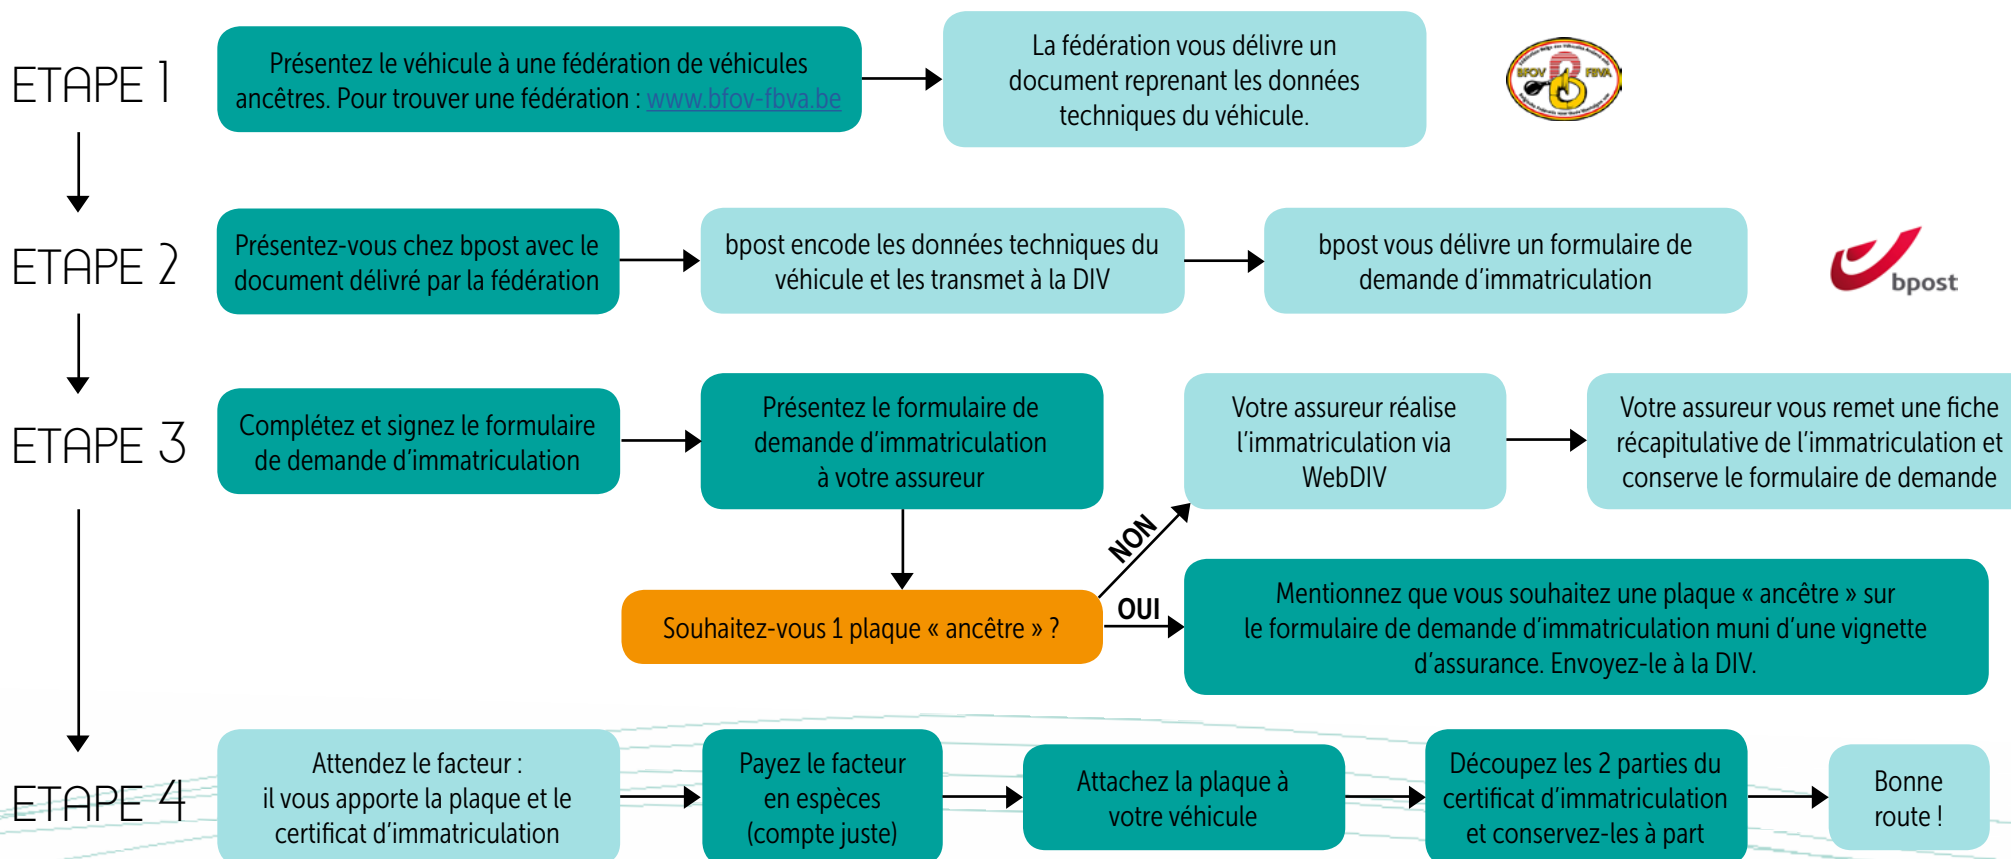 ETAPE 1
Présentez le véhicule à une fédération de véhicules
ancêtres. Pour trouver une fédération : www.bfov-fbva.be
La fédération vous délivre un
document reprenant les données
techniques du véhicule.
BFOV FBVA
ETAPE 2
Présentez-vous chez bpost avec le
document délivré par la fédération
bpost encode les données techniques du
véhicule et les transmet à la DIV
bpost vous délivre un formulaire de
demande d'immatriculation
bpost
ETAPE 3
Complétez et signez le formulaire
de demande d'immatriculation
Présentez le formulaire de
demande d'immatriculation
à votre assureur
Votre assureur réalise
l'immatriculation via
WebDIV
Votre assureur vous remet une fiche
récapitulative de l'immatriculation et
conserve le formulaire de demande
NON
Souhaitez-vous 1 plaque « ancêtre » ?
OUI
Mentionnez que vous souhaitez une plaque « ancêtre » sur
le formulaire de demande d'immatriculation muni d'une vignette
d'assurance. Envoyez-le à la DIV.
ETAPE 4
Attendez le facteur :
il vous apporte la plaque et le
certificat d'immatriculation
Payez le facteur
en espèces
(compte juste)
Attachez la plaque à
votre véhicule
Découpez les 2 parties du
certificat d'immatriculation
et conservez-les à part
Bonne
route !